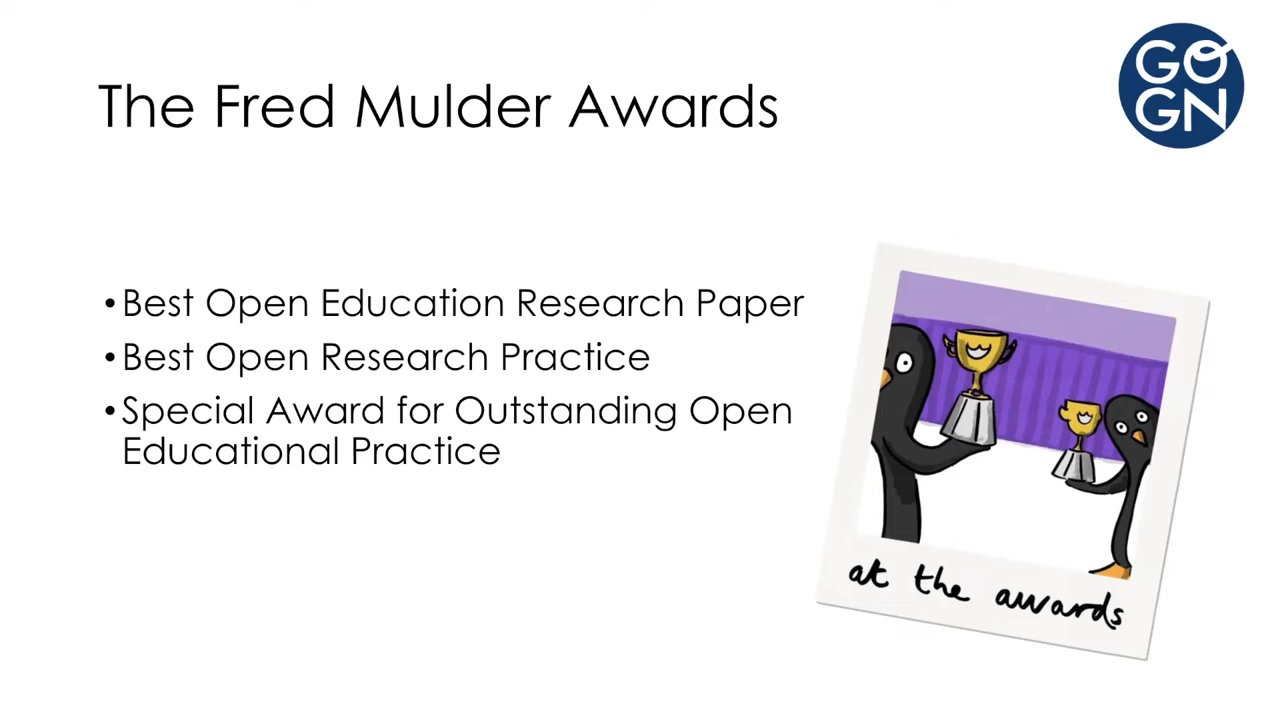 The Fred Mulder Awards
GO
GN
• Best Open Education Research Paper
• Best Open Research Practice
• Special Award for Outstanding Open
Educational Practice
at the awards